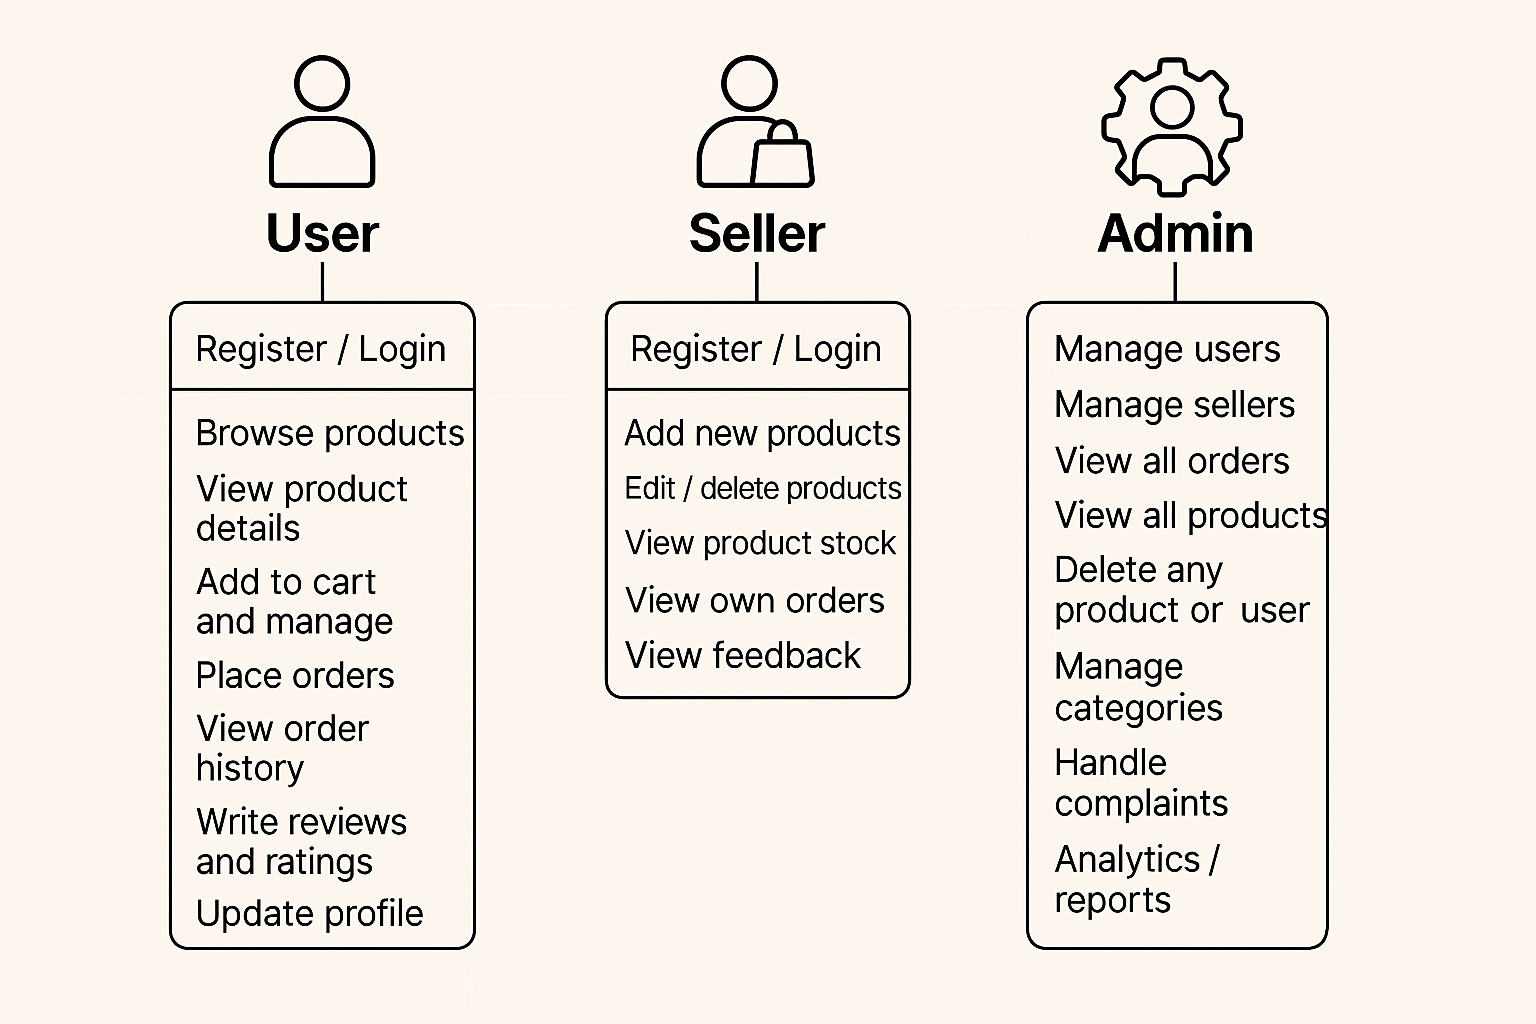 User
Register / Login
Browse products
View product
details
Add to cart
and manage
Place orders
View order
history
Write reviews
and ratings
Update profile
Seller
Register / Login
Add new products
Edit / delete products
View product stock
View own orders
View feedback
Admin
Manage users
Manage sellers
View all orders
View all products
Delete any
product or user
Manage
categories
Handle
complaints
Analytics /
reports